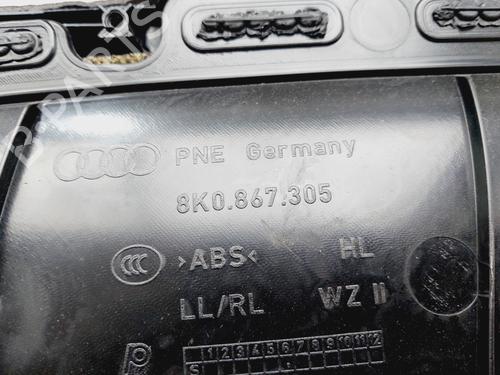 PNE Germany
8K0.867.305
CCC >ABS< HL
LL/RL WZ II
1 2 3 4 5 6 7 8 9 10 11 12
S